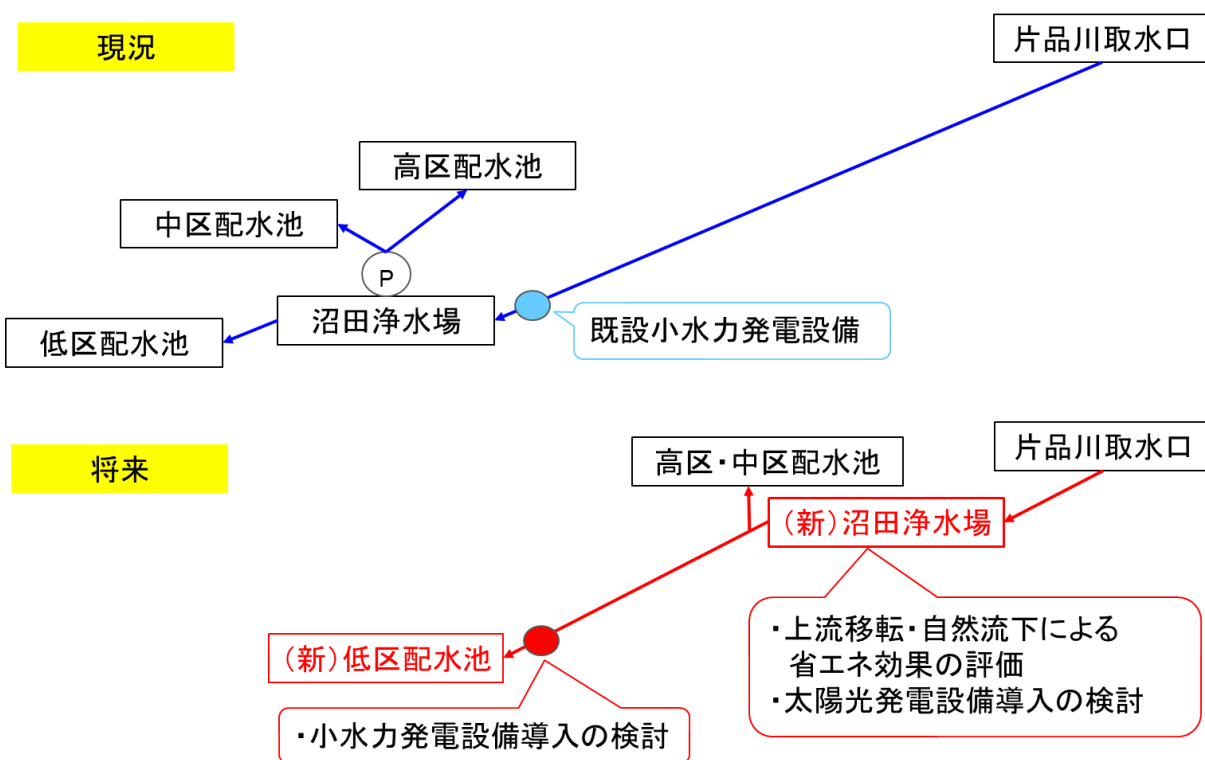 現況
片品川取水口
高区配水池
中区配水池
P
沼田浄水場
低区配水池
既設小水力発電設備
将来
高区・中区配水池
片品川取水口
（新）沼田浄水場
・上流移転・自然流下による
省エネ効果の評価
・太陽光発電設備導入の検討
（新）低区配水池
・小水力発電設備導入の検討